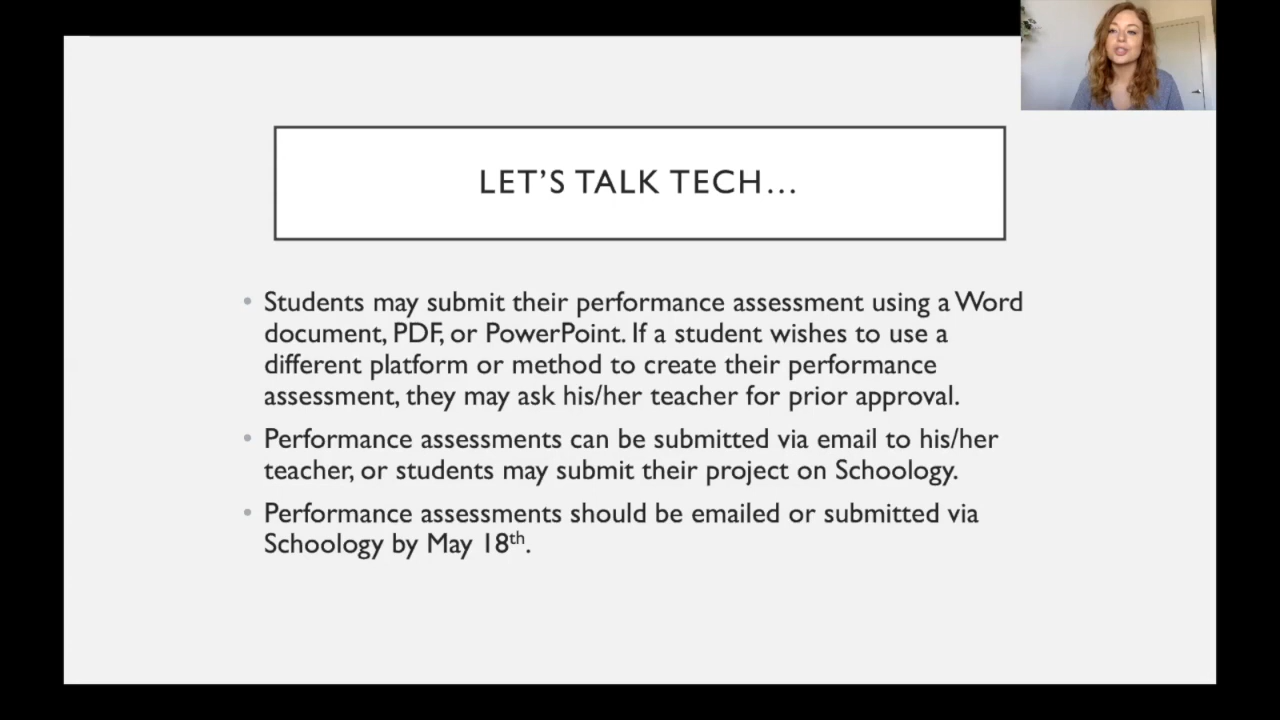 LET’S TALK TECH…
• Students may submit their performance assessment using a Word
document, PDF, or PowerPoint. If a student wishes to use a
different platform or method to create their performance
assessment, they may ask his/her teacher for prior approval.
• Performance assessments can be submitted via email to his/her
teacher, or students may submit their project on Schoology.
• Performance assessments should be emailed or submitted via
Schoology by May 18th.